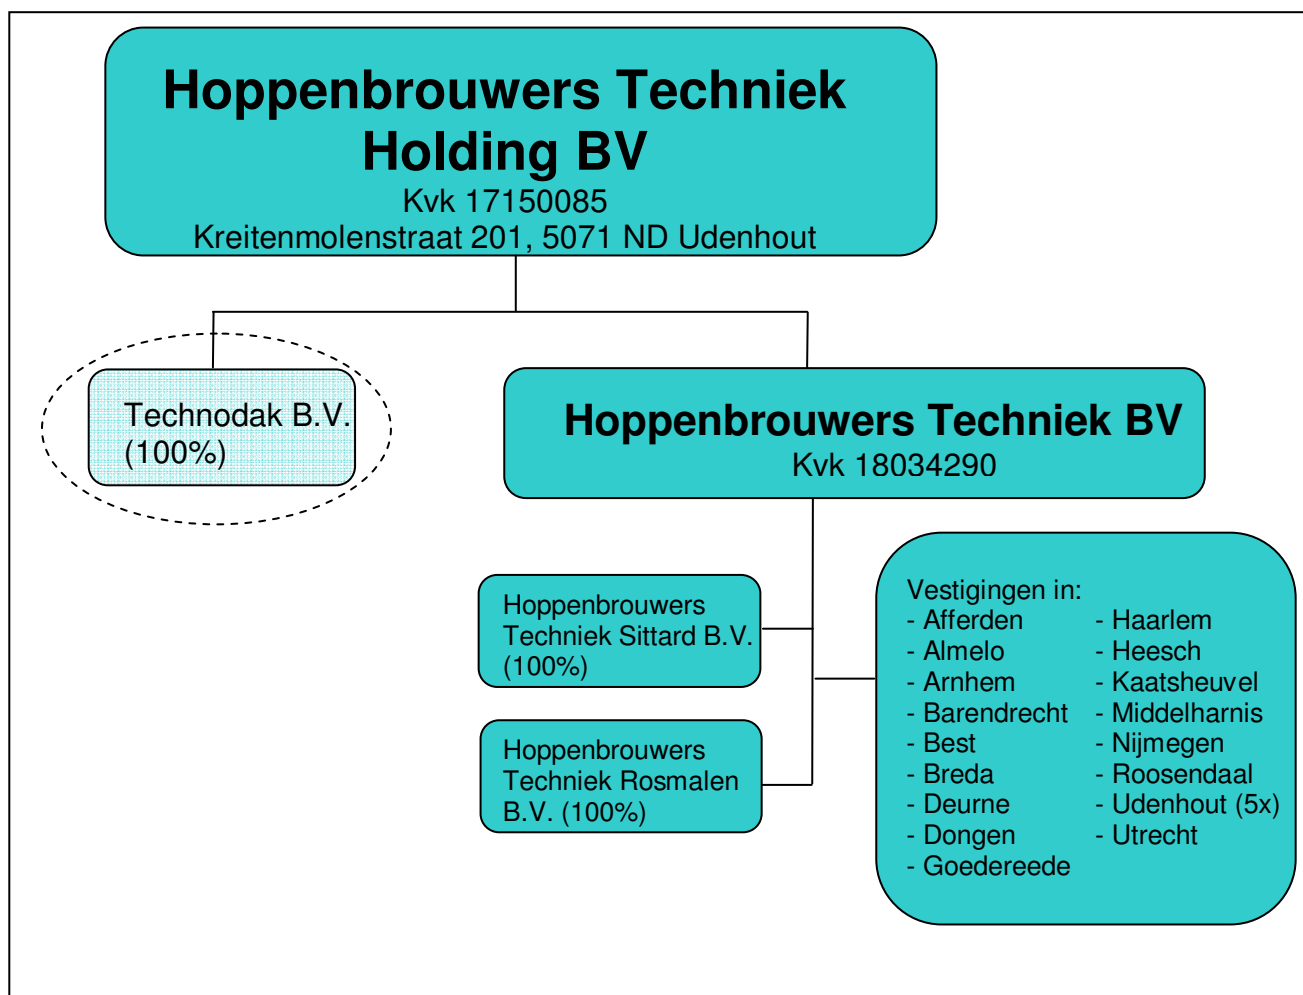 Hoppenbrouwers Techniek
Holding BV
Kvk 17150085
Kreitenmolenstraat 201, 5071 ND Udenhout
Technodak B.V.
(100%)
Hoppenbrouwers Techniek BV
Kvk 18034290
Hoppenbrouwers
Techniek Sittard B.V.
(100%)
Hoppenbrouwers
Techniek Rosmalen
B.V. (100%)
Vestigingen in:
- Afferden - Haarlem
- Almelo - Heesch
- Arnhem - Kaatsheuvel
- Barendrecht - Middelharnis
- Best - Nijmegen
- Breda - Roosendaal
- Deurne - Udenhout (5x)
- Dongen - Utrecht
- Goedereede